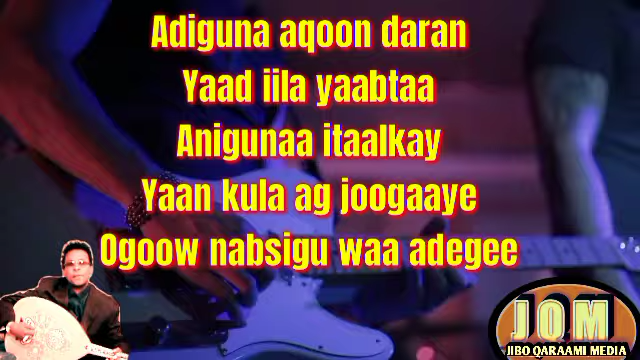 Adiguna aqoon daran
Yaad iila yaabtaa
Anigunaa itaalkay
Yaan kula ag joogaaye
Ogoow nabsigu waa adegee
JQM
JIBO QARAAMI MEDIA